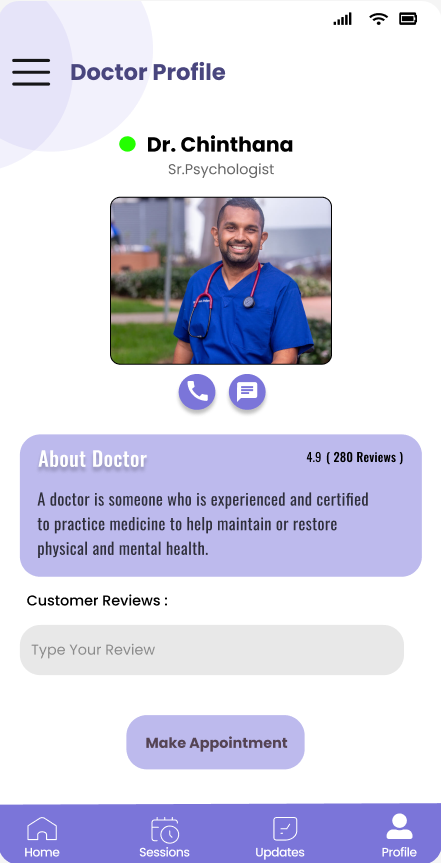 Doctor Profile
Dr. Chinthana
Sr.Psychologist
About Doctor
4.9 ( 280 Reviews )
A doctor is someone who is experienced and certified
to practice medicine to help maintain or restore
physical and mental health.
Customer Reviews :
Type Your Review
Make Appointment
Home
Sessions
Updates
Profile